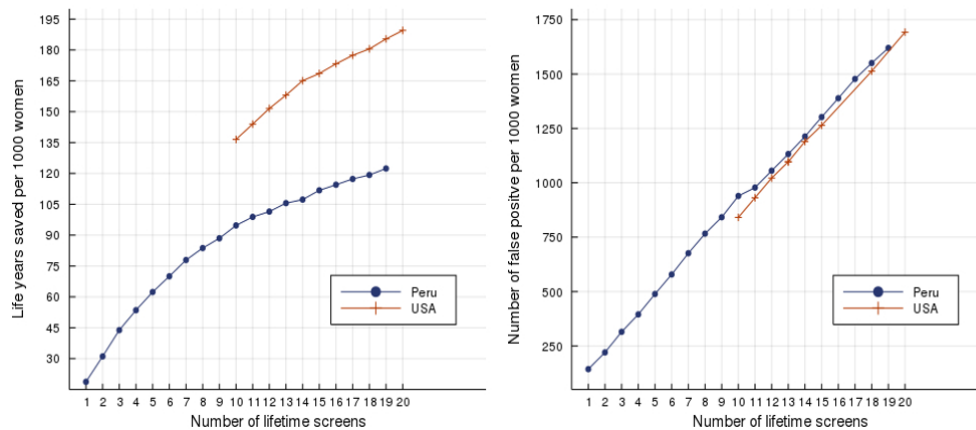 195
180
165
150
135
120
105
90
75
60
45
30
Life years saved per 1000 women
1 2 3 4 5 6 7 8 9 10 11 12 13 14 15 16 17 18 19 20
Number of lifetime screens
Peru
USA
1750
1500
1250
1000
750
500
250
Number of false positve per 1000 women
1 2 3 4 5 6 7 8 9 10 11 12 13 14 15 16 17 18 19 20
Number of lifetime screens
Peru
USA